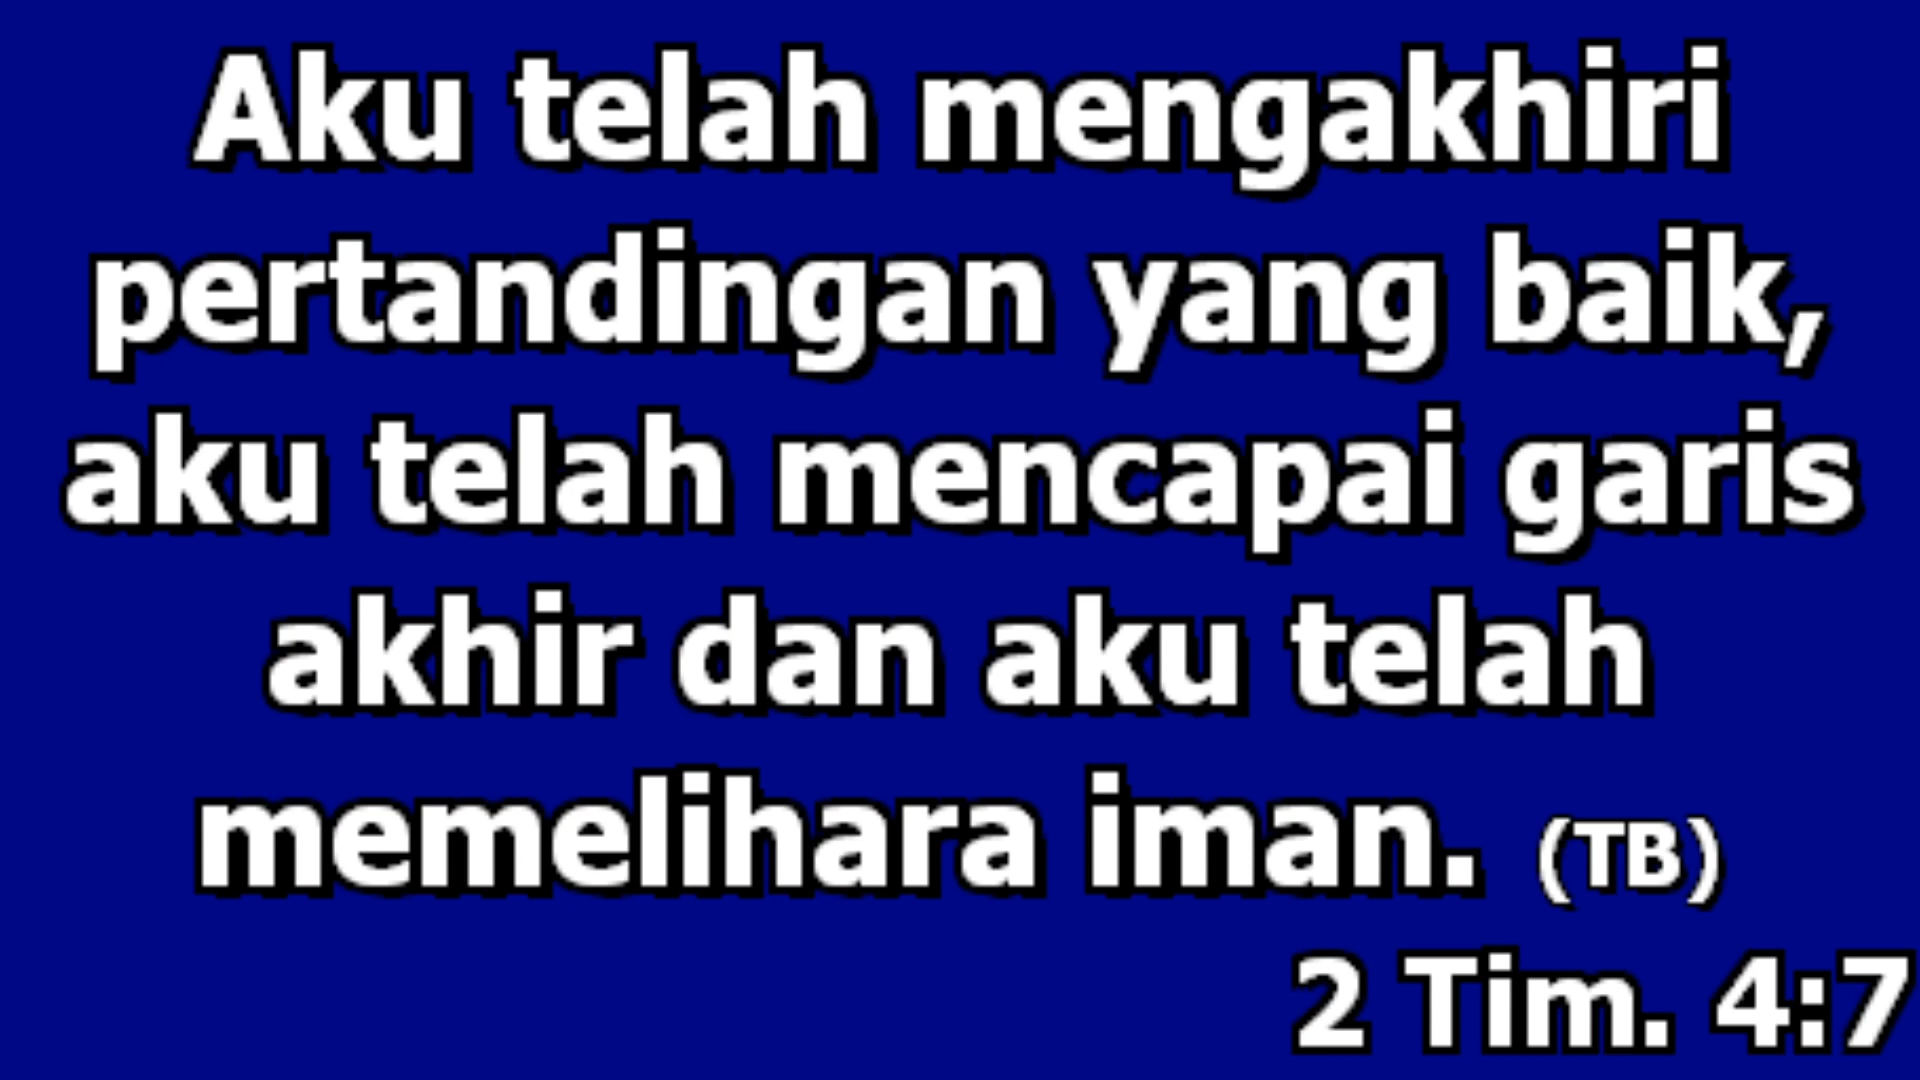 Aku telah mengakhiri
pertandingan yang baik,
aku telah mencapai garis
akhir dan aku telah
memelihara iman. (TB)
2 Tim. 4:7